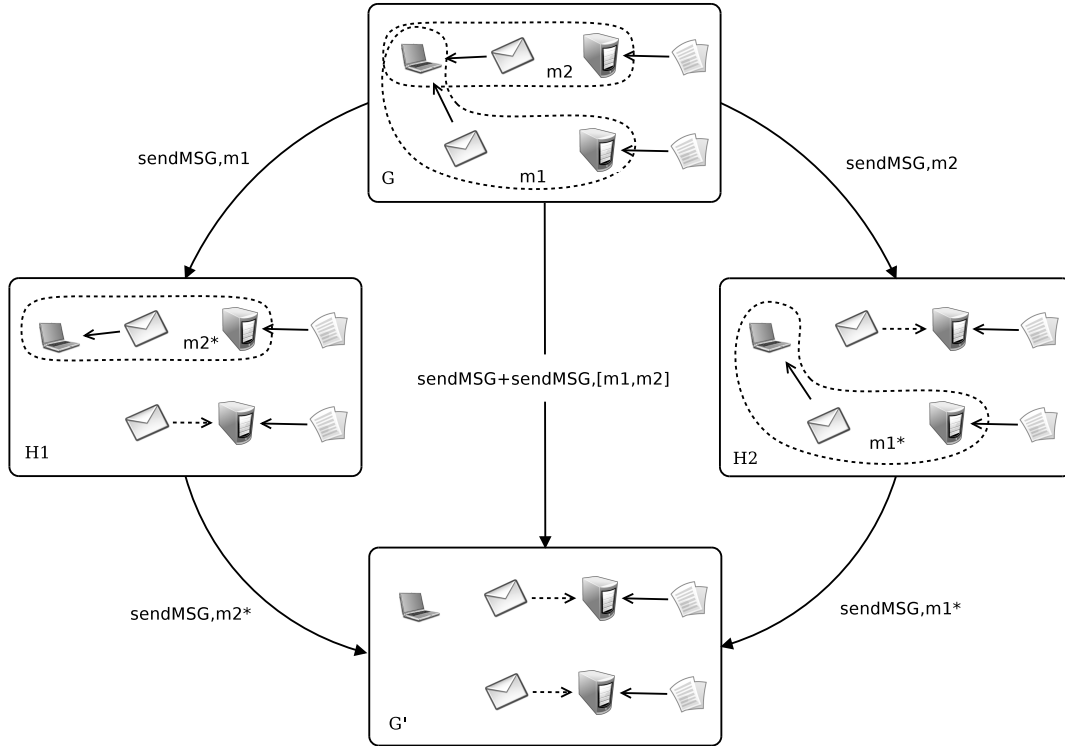 m2
m1
G
sendMSG,m1
sendMSG,m2
m2*
H1
sendMSG+sendMSG,[m1,m2]
m1*
H2
sendMSG,m2*
sendMSG,m1*
G'